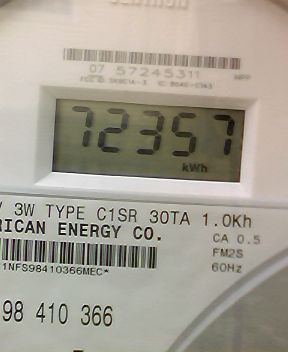 07 57245311
72357
kWh
V 3W TYPE C1SR 30TA 1.0Kh
RICAN ENERGY CO.
CA 0.5
FM2S
60Hz
1NFS98410366MEC*
98 410 366